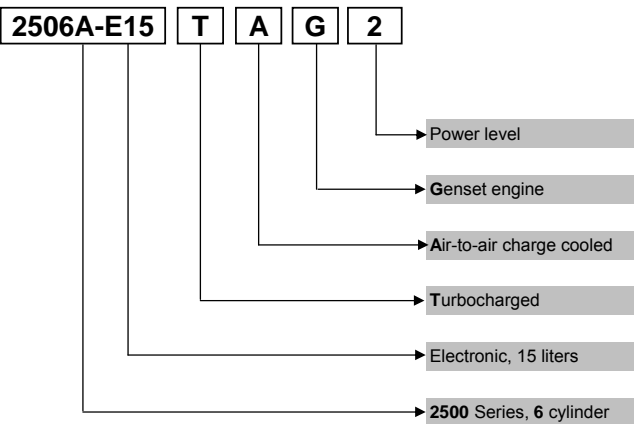 2506A-E15 T A G 2
Power level
Genset engine
Air-to-air charge cooled
Turbocharged
Electronic, 15 liters
2500 Series, 6 cylinder